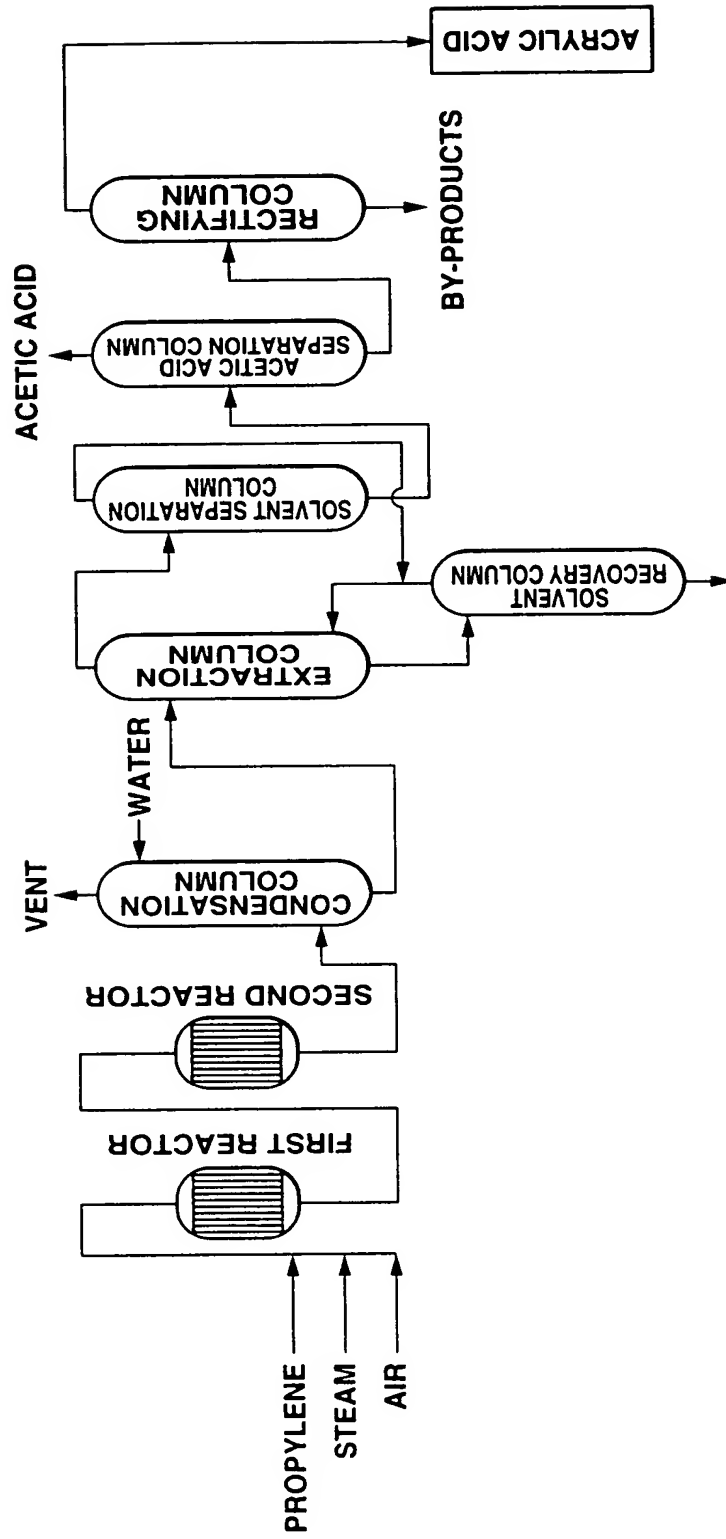 PROPYLENE
STEAM
AIR
FIRST REACTOR
SECOND REACTOR
VENT
CONDENSATION
COLUMN
WATER
EXTRACTION
COLUMN
SOLVENT SEPARATION
COLUMN
SOLVENT
RECOVERY COLUMN
ACETIC ACID
ACETIC ACID
SEPARATION COLUMN
RECTIFYING
COLUMN
BY-PRODUCTS
ACRYLIC ACID